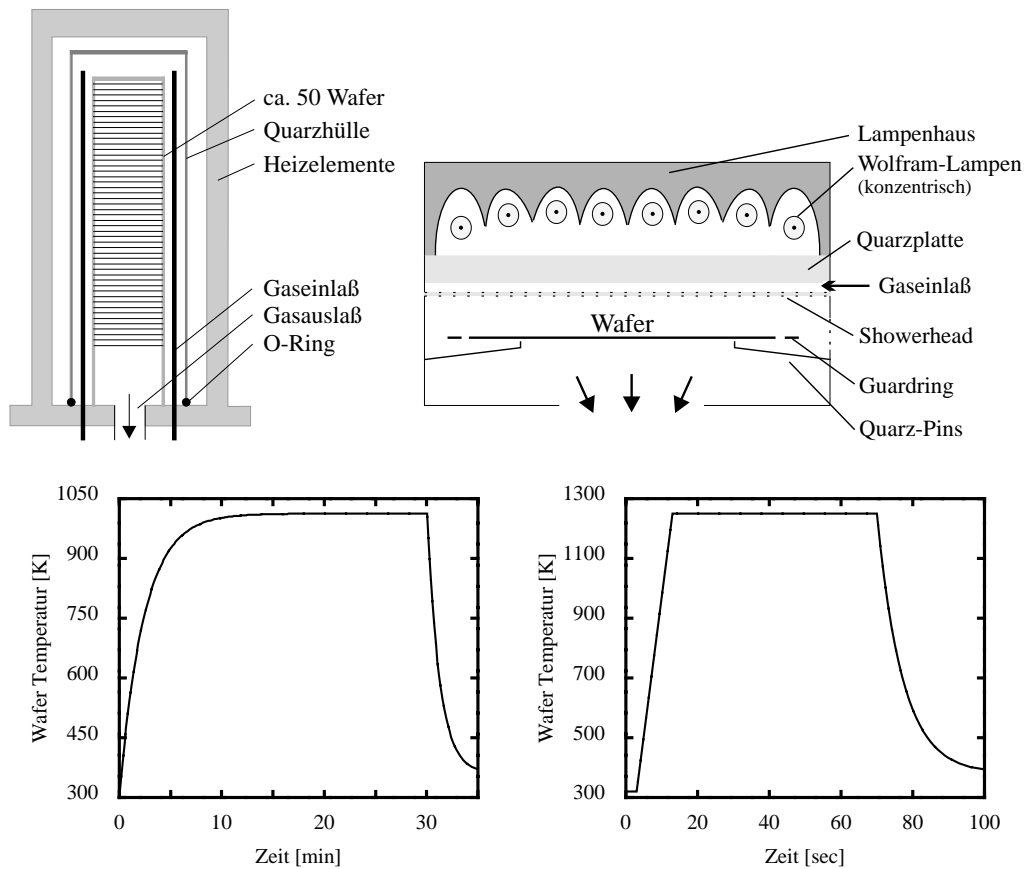 ca. 50 Wafer
Quarzhülle
Heizelemente
Gaseinlaß
Gasauslaß
O-Ring
Lampenhaus
Wolfram-Lampen
(konzentrisch)
Quarzplatte
Gaseinlaß
Showerhead
Wafer
Guardring
Quarz-Pins
1050
900
750
600
450
300
Wafer Temperatur [K]
0
10
20
30
Zeit [min]
1300
1100
900
700
500
300
Wafer Temperatur [K]
0
20
40
60
80
100
Zeit [sec]